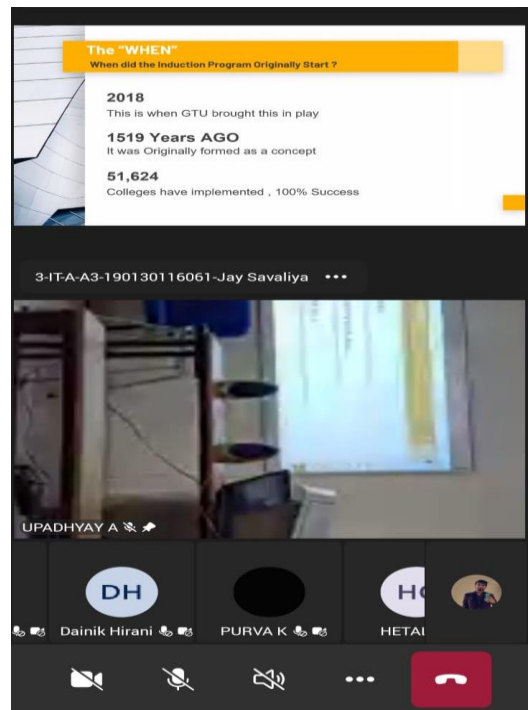 The "WHEN"
When did the Induction Program Originally Start ?
2018
This is when GTU brought this in play
1519 Years AGO
It was Originally formed as a concept
51,624
Colleges have implemented , 100% Success
3-IT-A-A3-190130116061-Jay Savaliya
UPADHYAY A
DH
Dainik Hirani
PURVA K
HETAL